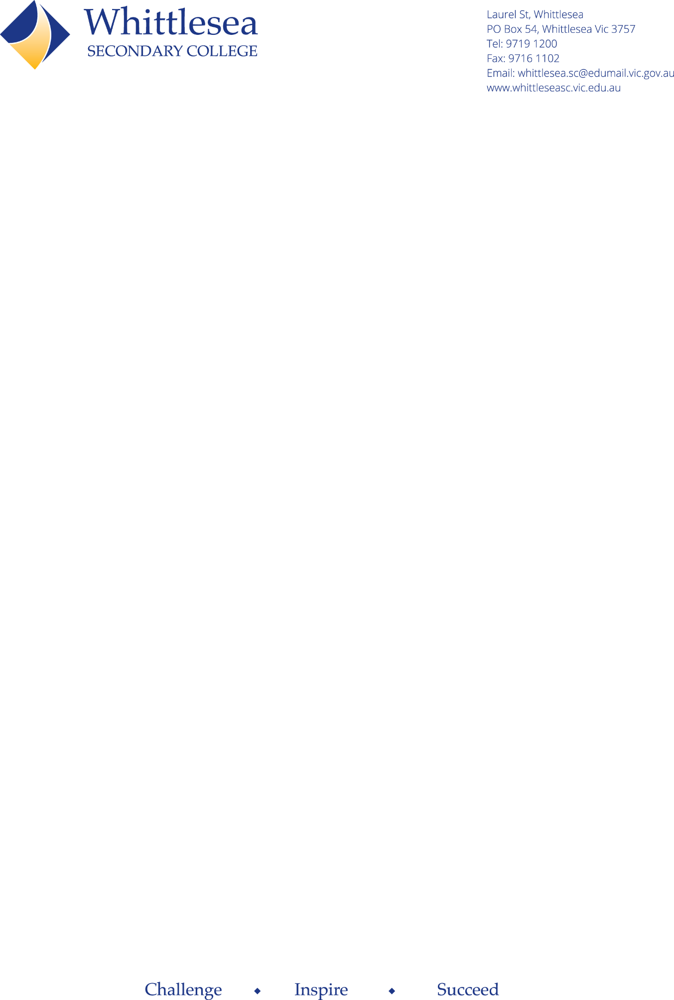 Whittlesea
SECONDARY COLLEGE
Laurel St, Whittlesea
PO Box 54, Whittlesea Vic 3757
Tel: 9719 1200
Fax: 9716 1102
Email: whittlesea.sc@edumail.vic.gov.au
www.whittleseasc.vic.edu.au
Challenge ◆ Inspire ◆ Succeed